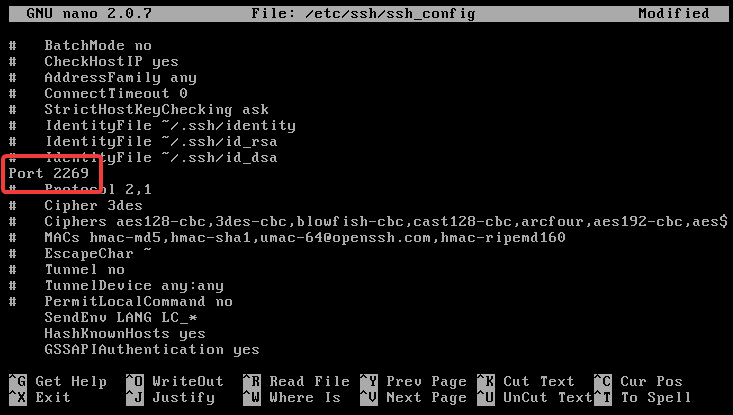 GNU nano 2.0.7 File: /etc/ssh/ssh_config Modified
# BatchMode no
# CheckHostIP yes
# AddressFamily any
# ConnectTimeout 0
# StrictHostKeyChecking ask
# IdentityFile ~/.ssh/identity
# IdentityFile ~/.ssh/id_rsa
# IdentityFile ~/.ssh/id_dsa
Port 2269
# Protocol 2,1
# Cipher 3des
# Ciphers aes128-cbc,3des-cbc,blowfish-cbc,cast128-cbc,arcfour,aes192-cbc,aes$
# MACs hmac-md5,hmac-sha1,umac-64@openssh.com,hmac-ripemd160
# EscapeChar ~
# Tunnel no
# TunnelDevice any:any
# PermitLocalCommand no
SendEnv LANG LC_*
HashKnownHosts yes
GSSAPIAuthentication yes
^G Get Help ^O WriteOut ^R Read File ^Y Prev Page ^K Cut Text ^C Cur Pos
^X Exit ^J Justify ^W Where Is ^V Next Page ^U UnCut Text ^T To Spell